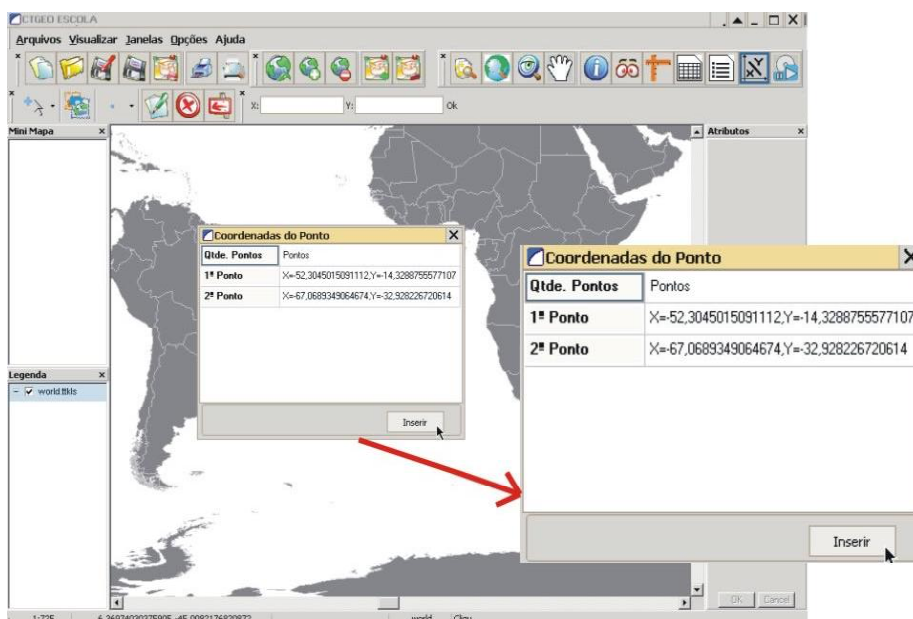 CTGEO ESCOLA
Arquivos Visualizar Janelas Opções Ajuda
X: Y: Ok
Mini Mapa
Atributos
Coordenadas do Ponto
Qtde. Pontos Pontos
1º Ponto X=-52,3045015091112,Y=-14,3288755577107
2º Ponto X=-67,0689349064674,Y=-32,928226720614
Inserir
Coordenadas do Ponto
Qtde. Pontos Pontos
1º Ponto X=-52,3045015091112,Y=-14,3288755577107
2º Ponto X=-67,0689349064674,Y=-32,928226720614
Inserir
Legenda
world.ttkls
OK Cancel
1:725 world